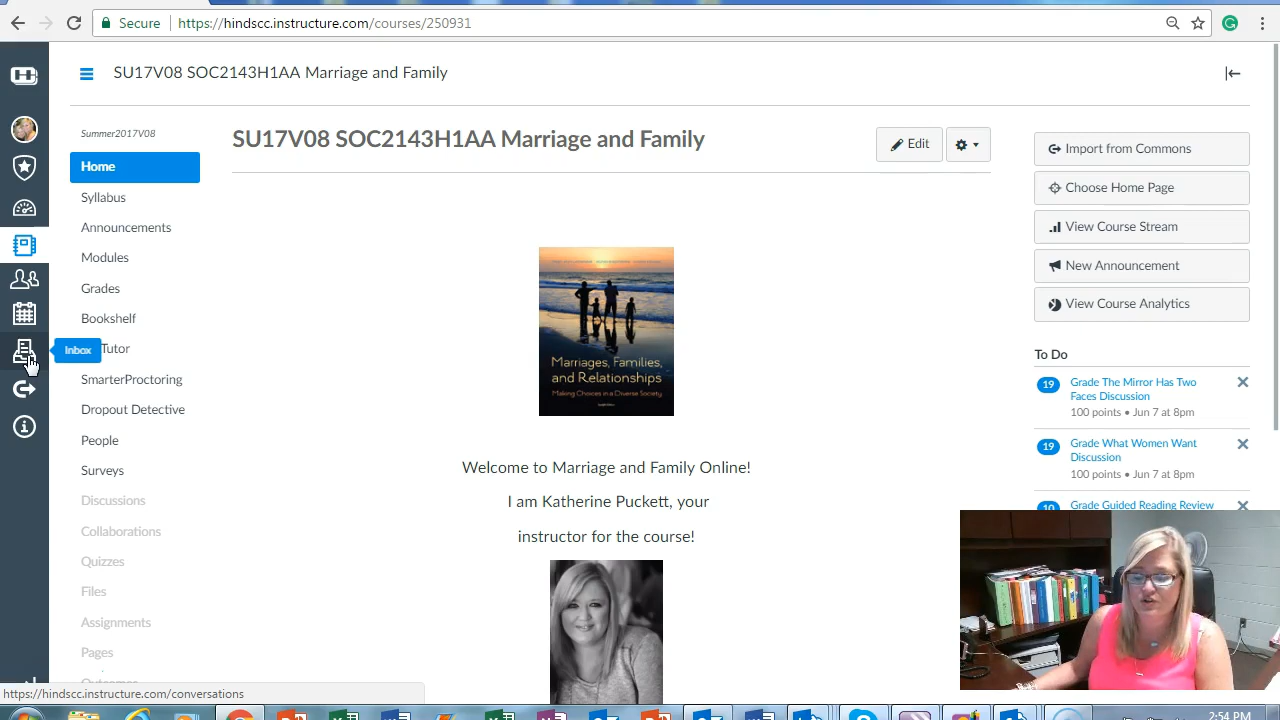 Secure
https://hindscc.instructure.com/courses/250931
SU17V08 SOC2143H1AA Marriage and Family
Summer2017V08
Home
Syllabus
Announcements
Modules
Grades
Bookshelf
Inbox
Tutor
SmarterProctoring
Dropout Detective
People
Surveys
Discussions
Collaborations
Quizzes
Files
Assignments
Pages
SU17V08 SOC2143H1AA Marriage and Family
Edit
Marriages, Families,
and Relationships
Making Choices in a Diverse Society
Welcome to Marriage and Family Online!
I am Katherine Puckett, your
instructor for the course!
Import from Commons
Choose Home Page
View Course Stream
New Announcement
View Course Analytics
To Do
19 Grade The Mirror Has Two
Faces Discussion
100 points • Jun 7 at 8pm
19 Grade What Women Want
Discussion
100 points • Jun 7 at 8pm
10 Grade Guided Reading Review
https://hindscc.instructure.com/conversations
2:54 PM